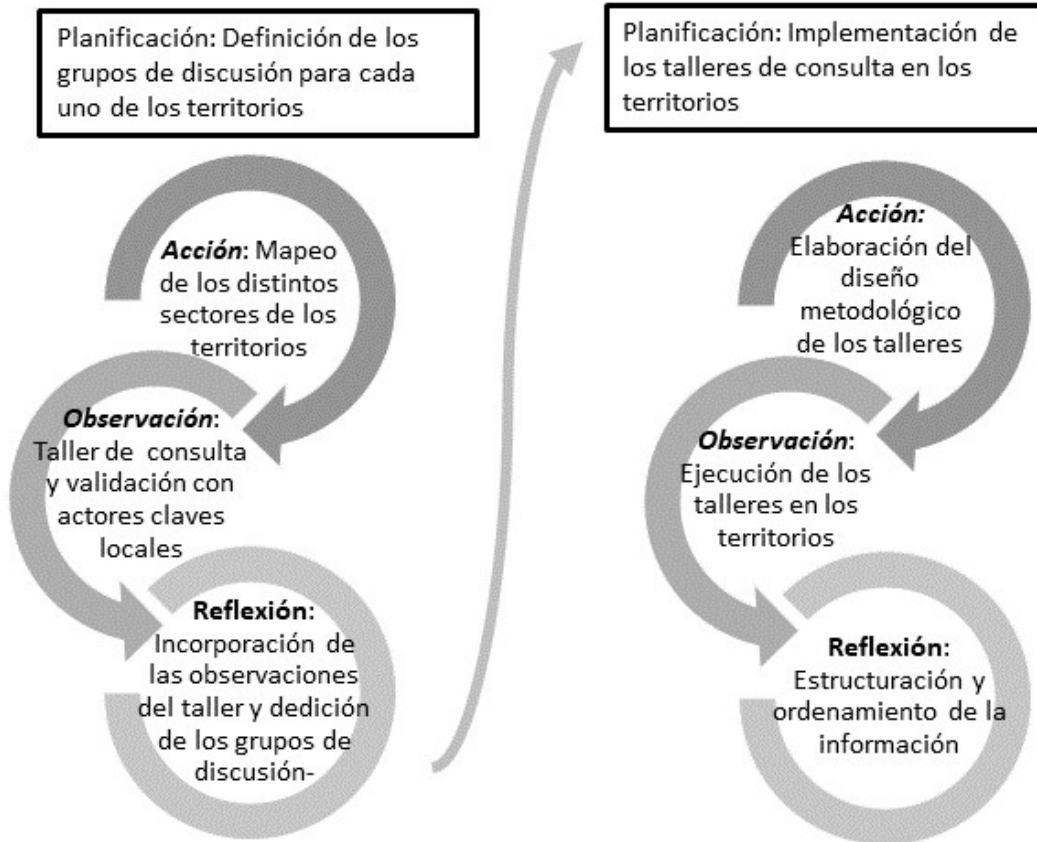 Planificación: Definición de los
grupos de discusión para cada
uno de los territorios
Acción: Mapeo
de los distintos
sectores de los
territorios
Observación:
Taller de consulta
y validación con
actores claves
locales
Reflexión:
Incorporación de
las observaciones
del taller y dedición
de los grupos de
discusión-
Planificación: Implementación de
los talleres de consulta en los
territorios
Acción:
Elaboración del
diseño
metodológico
de los talleres
Observación:
Ejecución de los
talleres en los
territorios
Reflexión:
Estructuración y
ordenamiento de la
información